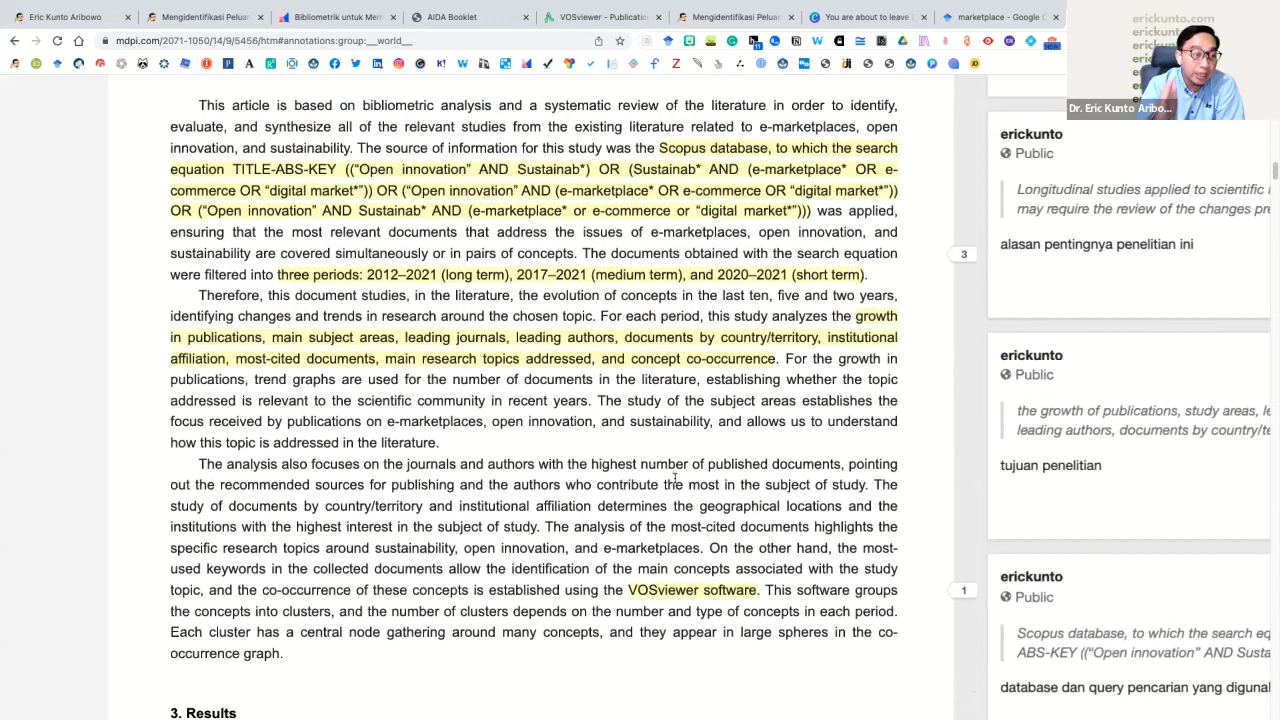 Eric Kunto Aribowo
Mengidentifikasi Peluan
Bibliometrik untuk Mem
AIDA Booklet
VOSviewer - Publicatio
Mengidentifikasi Peluan
You are about to leave
marketplace - Google
mdpi.com/2071-1050/14/9/5456/htm#annotations:group:__world__
erickunto.com
Dr. Eric Kunto Aribo...
This article is based on bibliometric analysis and a systematic review of the literature in order to identify,
evaluate, and synthesize all of the relevant studies from the existing literature related to e-marketplaces, open
innovation, and sustainability. The source of information for this study was the Scopus database, to which the search
equation TITLE-ABS-KEY ((“Open innovation” AND Sustainab*) OR (Sustainab* AND (e-marketplace* OR e-
commerce OR “digital market*”)) OR (“Open innovation” AND (e-marketplace* OR e-commerce OR “digital market*”))
OR (“Open innovation” AND Sustainab* AND (e-marketplace* or e-commerce or “digital market*”))) was applied,
ensuring that the most relevant documents that address the issues of e-marketplaces, open innovation, and
sustainability are covered simultaneously or in pairs of concepts. The documents obtained with the search equation
were filtered into three periods: 2012–2021 (long term), 2017–2021 (medium term), and 2020–2021 (short term).
Therefore, this document studies, in the literature, the evolution of concepts in the last ten, five and two years,
identifying changes and trends in research around the chosen topic. For each period, this study analyzes the growth
in publications, main subject areas, leading journals, leading authors, documents by country/territory, institutional
affiliation, most-cited documents, main research topics addressed, and concept co-occurrence. For the growth in
publications, trend graphs are used for the number of documents in the literature, establishing whether the topic
addressed is relevant to the scientific community in recent years. The study of the subject areas establishes the
focus received by publications on e-marketplaces, open innovation, and sustainability, and allows us to understand
how this topic is addressed in the literature.
The analysis also focuses on the journals and authors with the highest number of published documents, pointing
out the recommended sources for publishing and the authors who contribute the most in the subject of study. The
study of documents by country/territory and institutional affiliation determines the geographical locations and the
institutions with the highest interest in the subject of study. The analysis of the most-cited documents highlights the
specific research topics around sustainability, open innovation, and e-marketplaces. On the other hand, the most-
used keywords in the collected documents allow the identification of the main concepts associated with the study
topic, and the co-occurrence of these concepts is established using the VOSviewer software. This software groups
the concepts into clusters, and the number of clusters depends on the number and type of concepts in each period.
Each cluster has a central node gathering around many concepts, and they appear in large spheres in the co-
occurrence graph.
3. Results
3
1
erickunto
Public
Longitudinal studies applied to scientific
may require the review of the changes pre
alasan pentingnya penelitian ini
erickunto
Public
the growth of publications, study areas, le
leading authors, documents by country/te
tujuan penelitian
erickunto
Public
Scopus database, to which the search eq
ABS-KEY ((“Open innovation” AND Susta
database dan query pencarian yang digunal